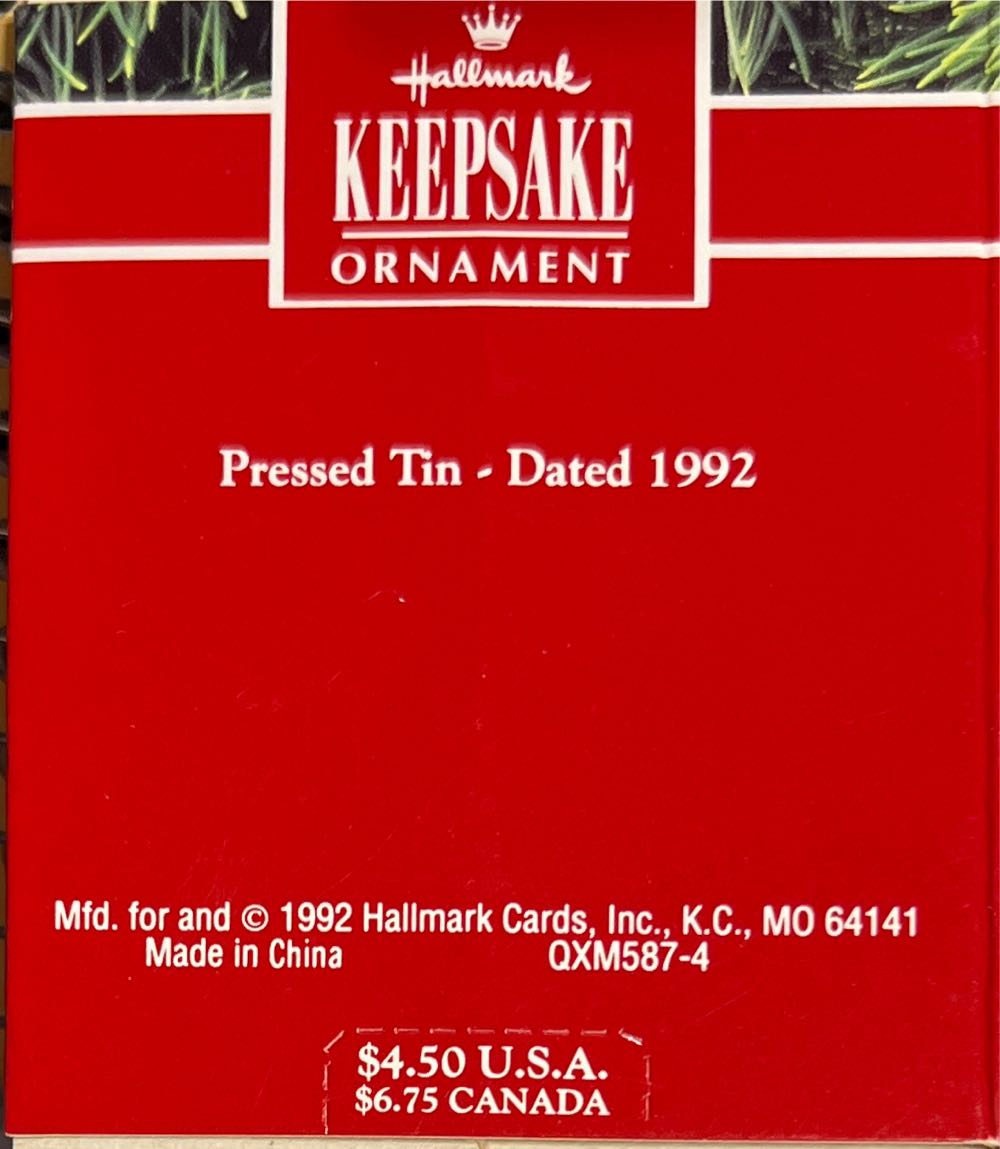 Hallmark
KEEPSAKE
ORNAMENT
Pressed Tin - Dated 1992
Mfd. for and © 1992 Hallmark Cards, Inc., K.C., MO 64141
Made in China QXM587-4
$4.50 U.S.A.
$6.75 CANADA